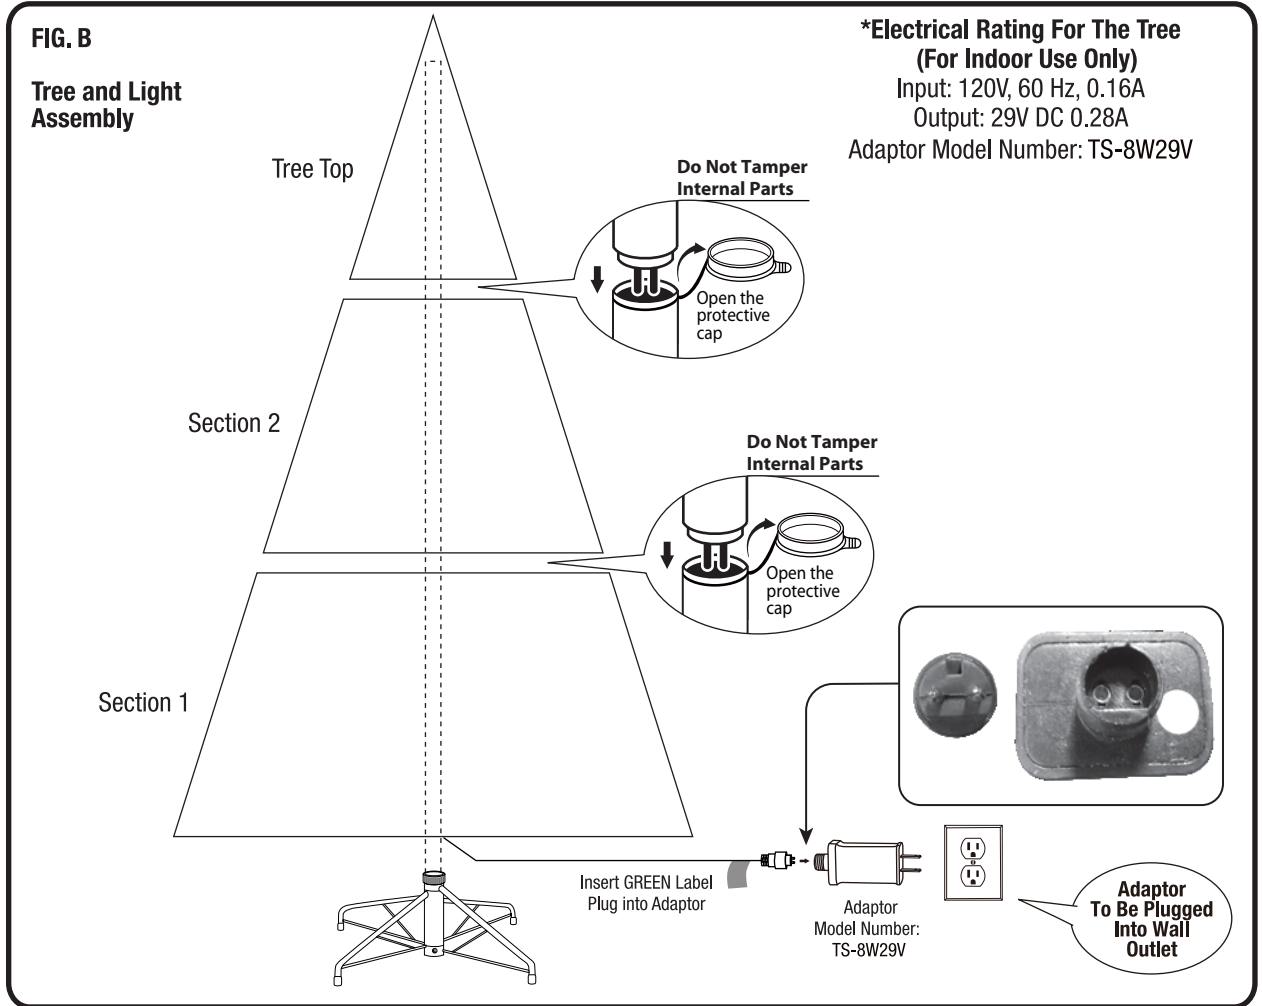 FIG. B
Tree and Light
Assembly
*Electrical Rating For The Tree
(For Indoor Use Only)
Input: 120V, 60 Hz, 0.16A
Output: 29V DC 0.28A
Adaptor Model Number: TS-8W29V
Tree Top
Do Not Tamper
Internal Parts
Open the
protective
cap
Section 2
Do Not Tamper
Internal Parts
Open the
protective
cap
Section 1
Insert GREEN Label
Plug into Adaptor
Adaptor
Model Number:
TS-8W29V
Adaptor
To Be Plugged
Into Wall
Outlet